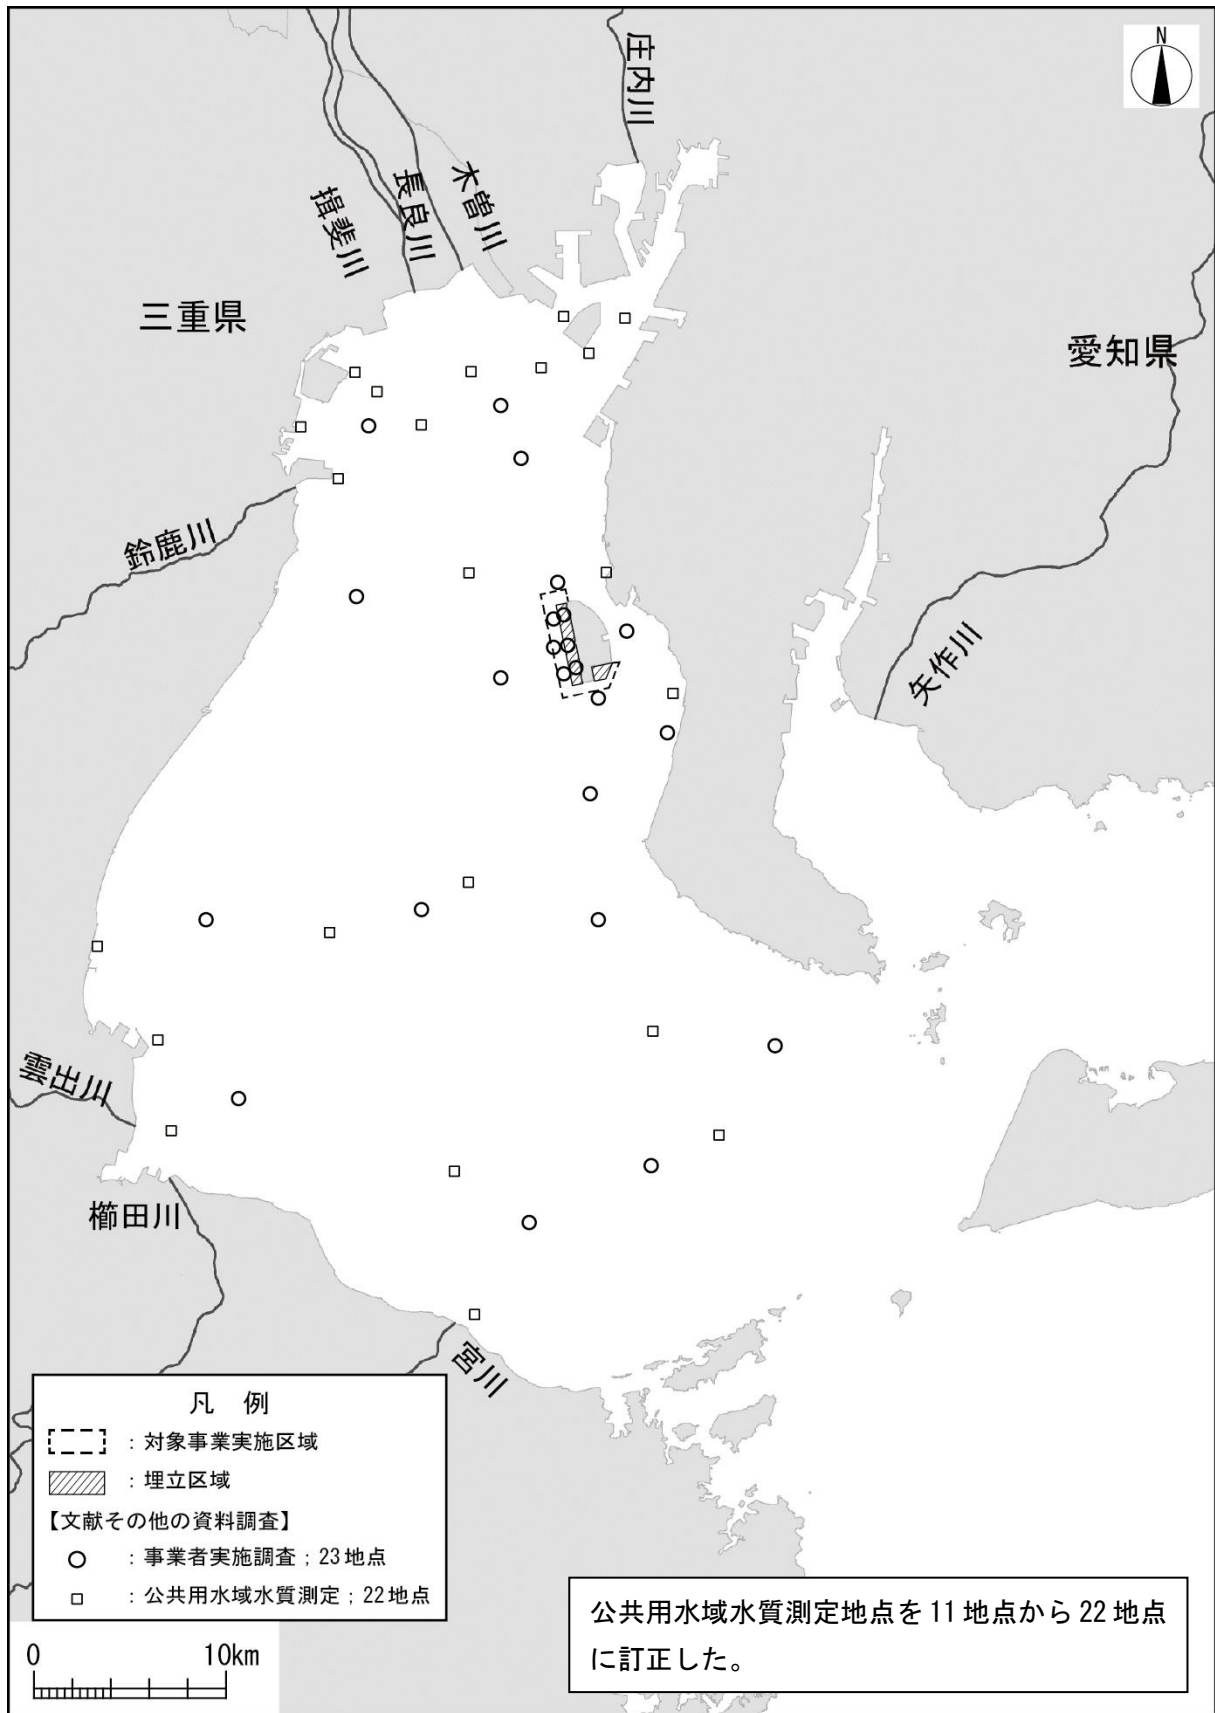 N
庄内川
木曽川
長良川
揖斐川
三重県
愛知県
鈴鹿川
矢作川
雲出川
櫛田川
宮川
凡 例
：対象事業実施区域
：埋立区域
【文献その他の資料調査】
：事業者実施調査；23地点
：公共用水域水質測定；22地点
0 10km
公共用水域水質測定地点を 11 地点から 22 地点
に訂正した。